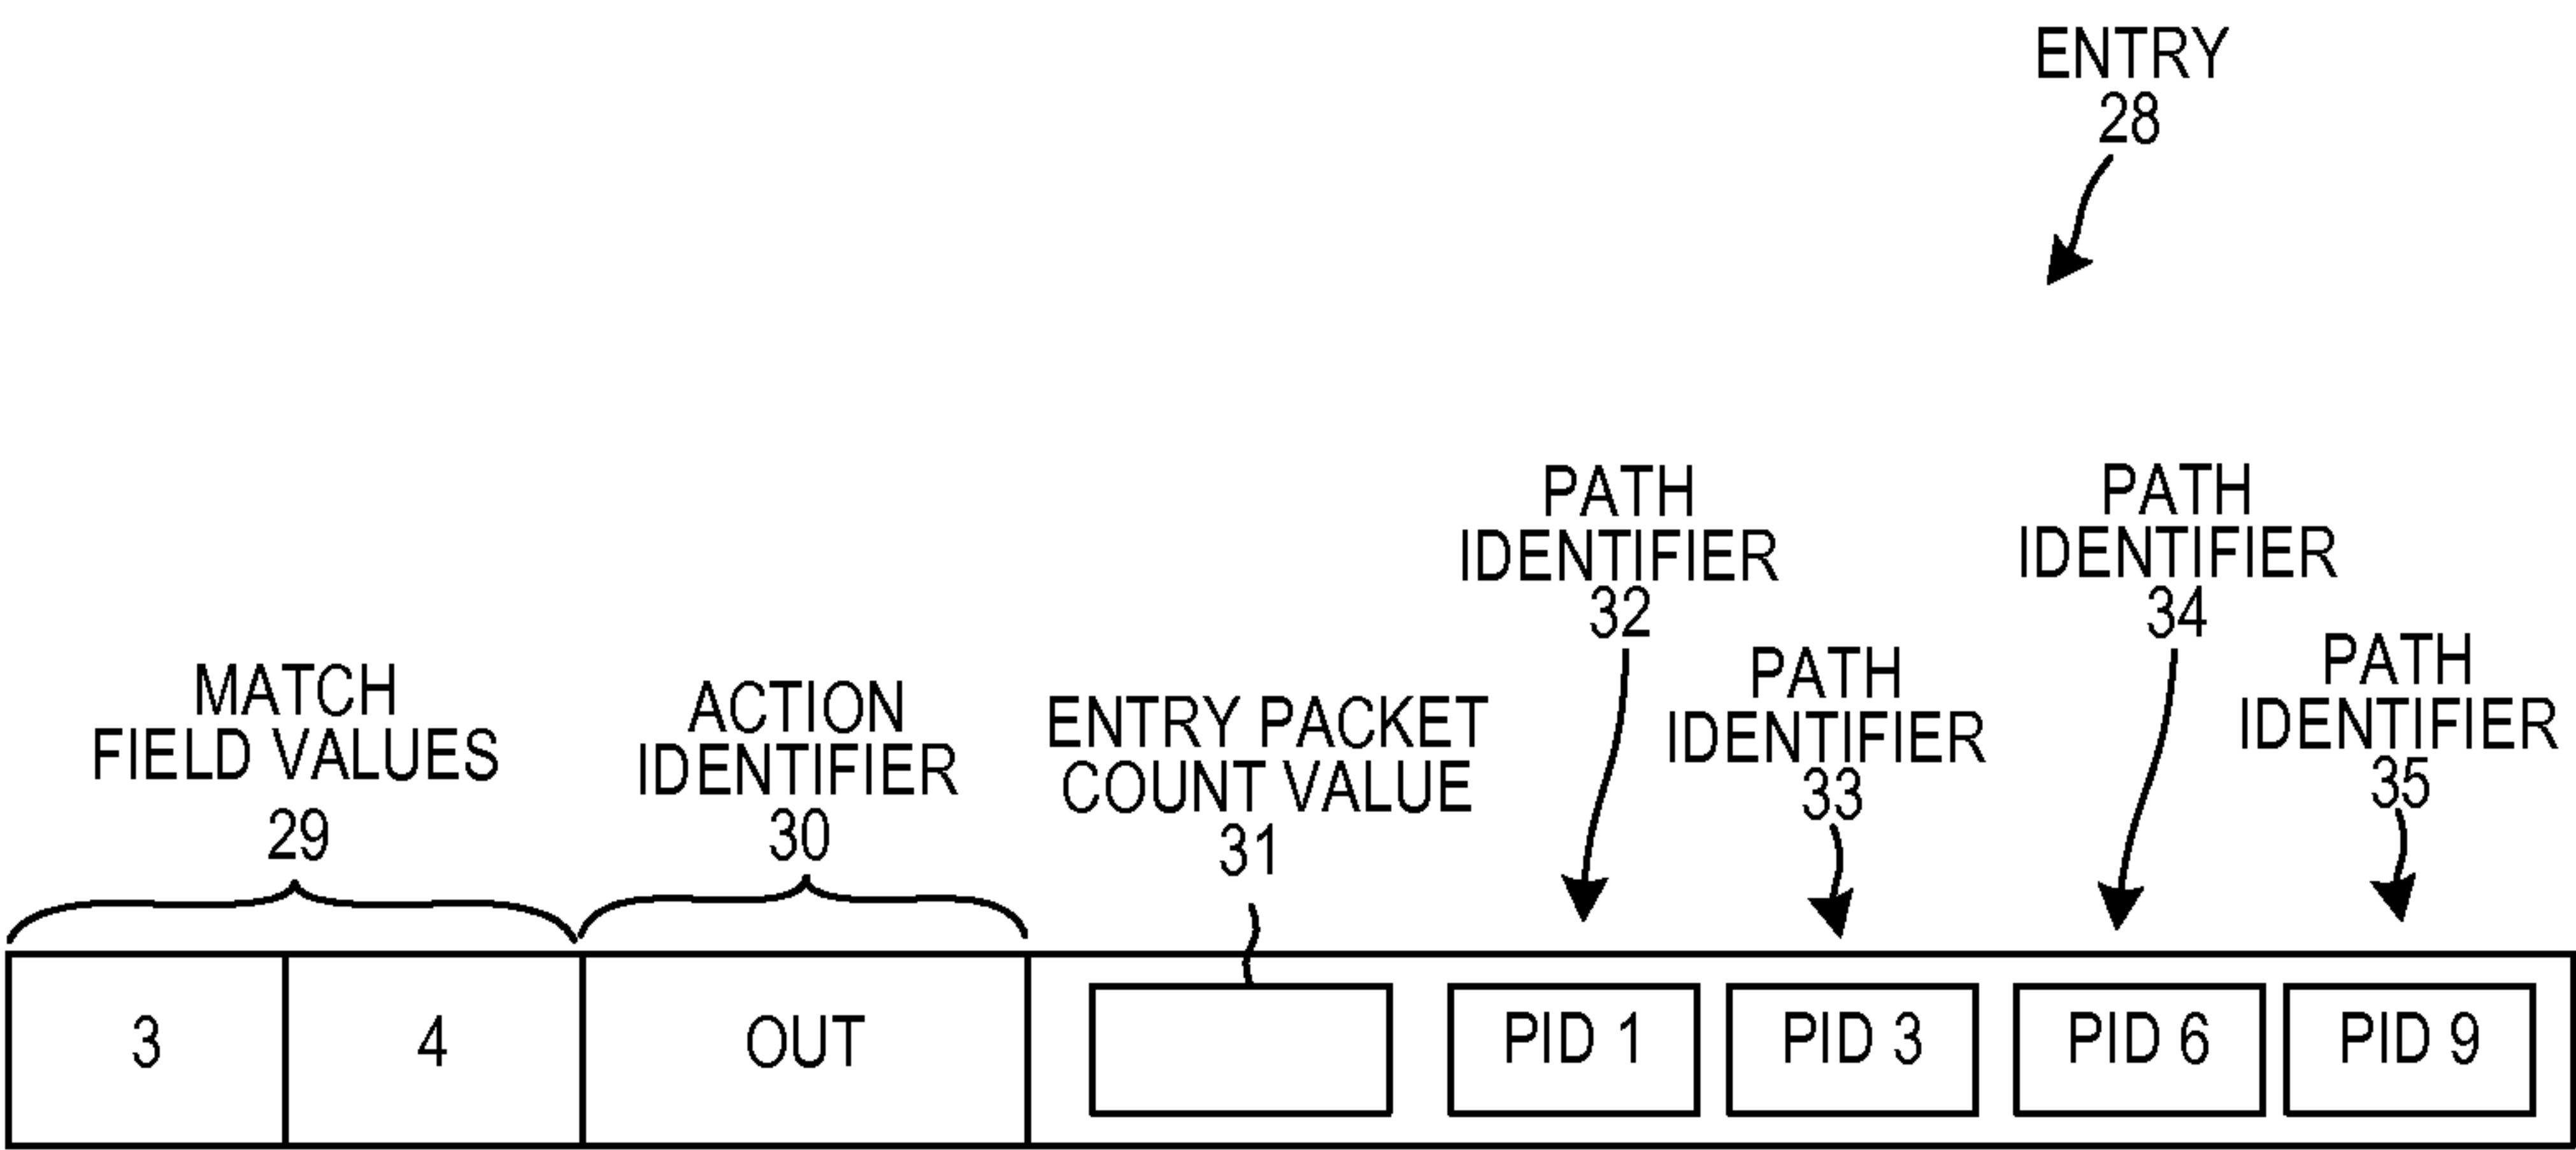 ENTRY
28
PATH
IDENTIFIER
32
PATH
IDENTIFIER
34
PATH
IDENTIFIER
33
PATH
IDENTIFIER
35
MATCH
FIELD VALUES
29
ACTION
IDENTIFIER
30
ENTRY PACKET
COUNT VALUE
31
3
4
OUT
PID 1
PID 3
PID 6
PID 9